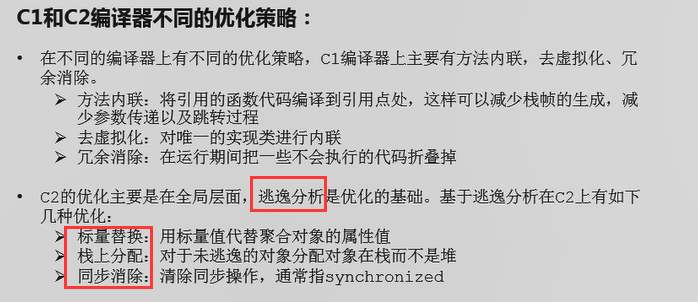 C1和C2编译器不同的优化策略：
• 在不同的编译器上有不同的优化策略，C1编译器上主要有方法内联，去虚拟化、冗
余消除。
➢ 方法内联：将引用的函数代码编译到引用点处，这样可以减少栈帧的生成，减
少参数传递以及跳转过程
➢ 去虚拟化：对唯一的实现类进行内联
➢ 冗余消除：在运行期间把一些不会执行的代码折叠掉
• C2的优化主要是在全局层面，逃逸分析是优化的基础。基于逃逸分析在C2上有如下
几种优化：
➢ 标量替换：用标量值代替聚合对象的属性值
➢ 栈上分配：对于未逃逸的对象分配对象在栈而不是堆
➢ 同步消除：清除同步操作，通常指synchronized